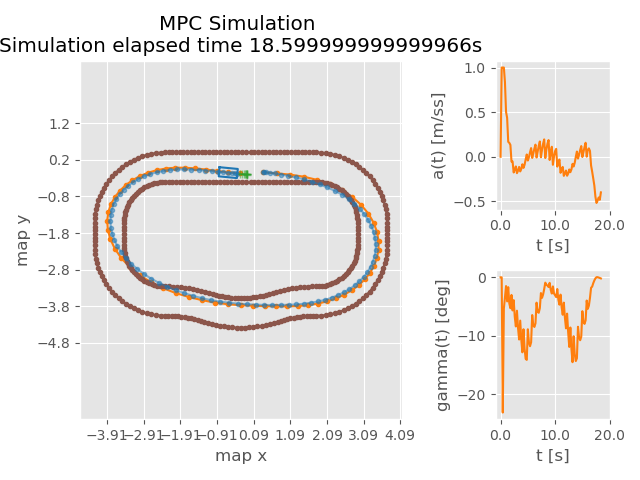 MPC Simulation
Simulation elapsed time 18.599999999999966s
1.2
0.2
−0.8
−1.8
−2.8
−3.8
−4.8
map y
−3.91 −2.91 −1.91 −0.91 0.09 1.09 2.09 3.09 4.09
map x
1.0
0.5
0.0
−0.5
a(t) [m/ss]
0.0 10.0 20.0
t [s]
0
−10
−20
gamma(t) [deg]
0.0 10.0 20.0
t [s]